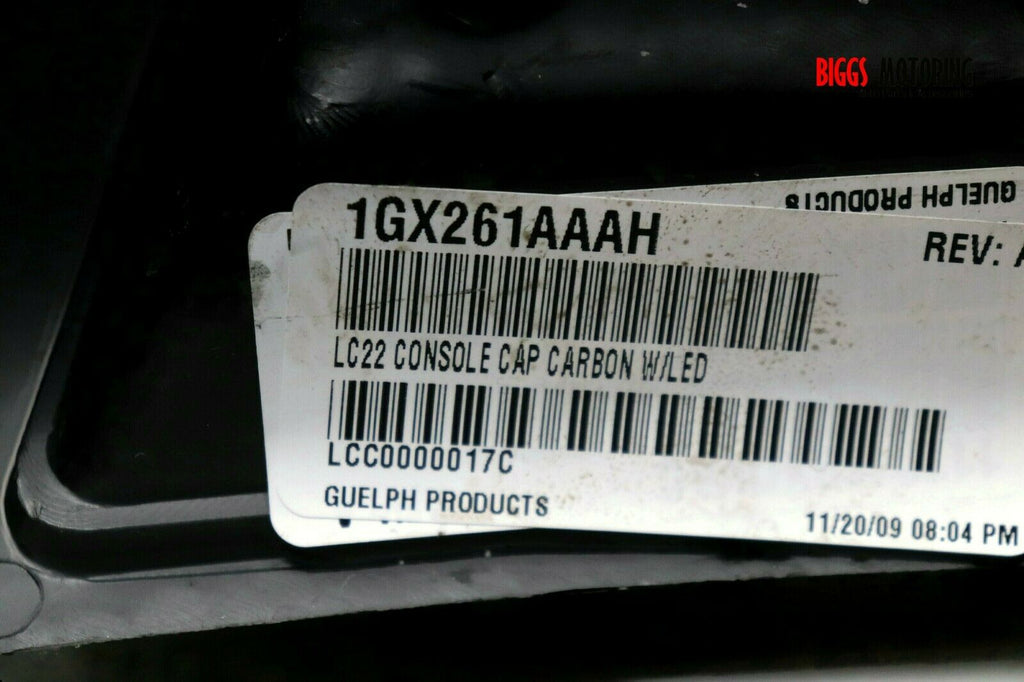 BIGGS MOTORING
GUELPH PRODUCTS
1GX261AAAH
REV: A
LC22 CONSOLE CAP CARBON W/LED
LCC0000017C
GUELPH PRODUCTS
11/20/09 08:04 PM